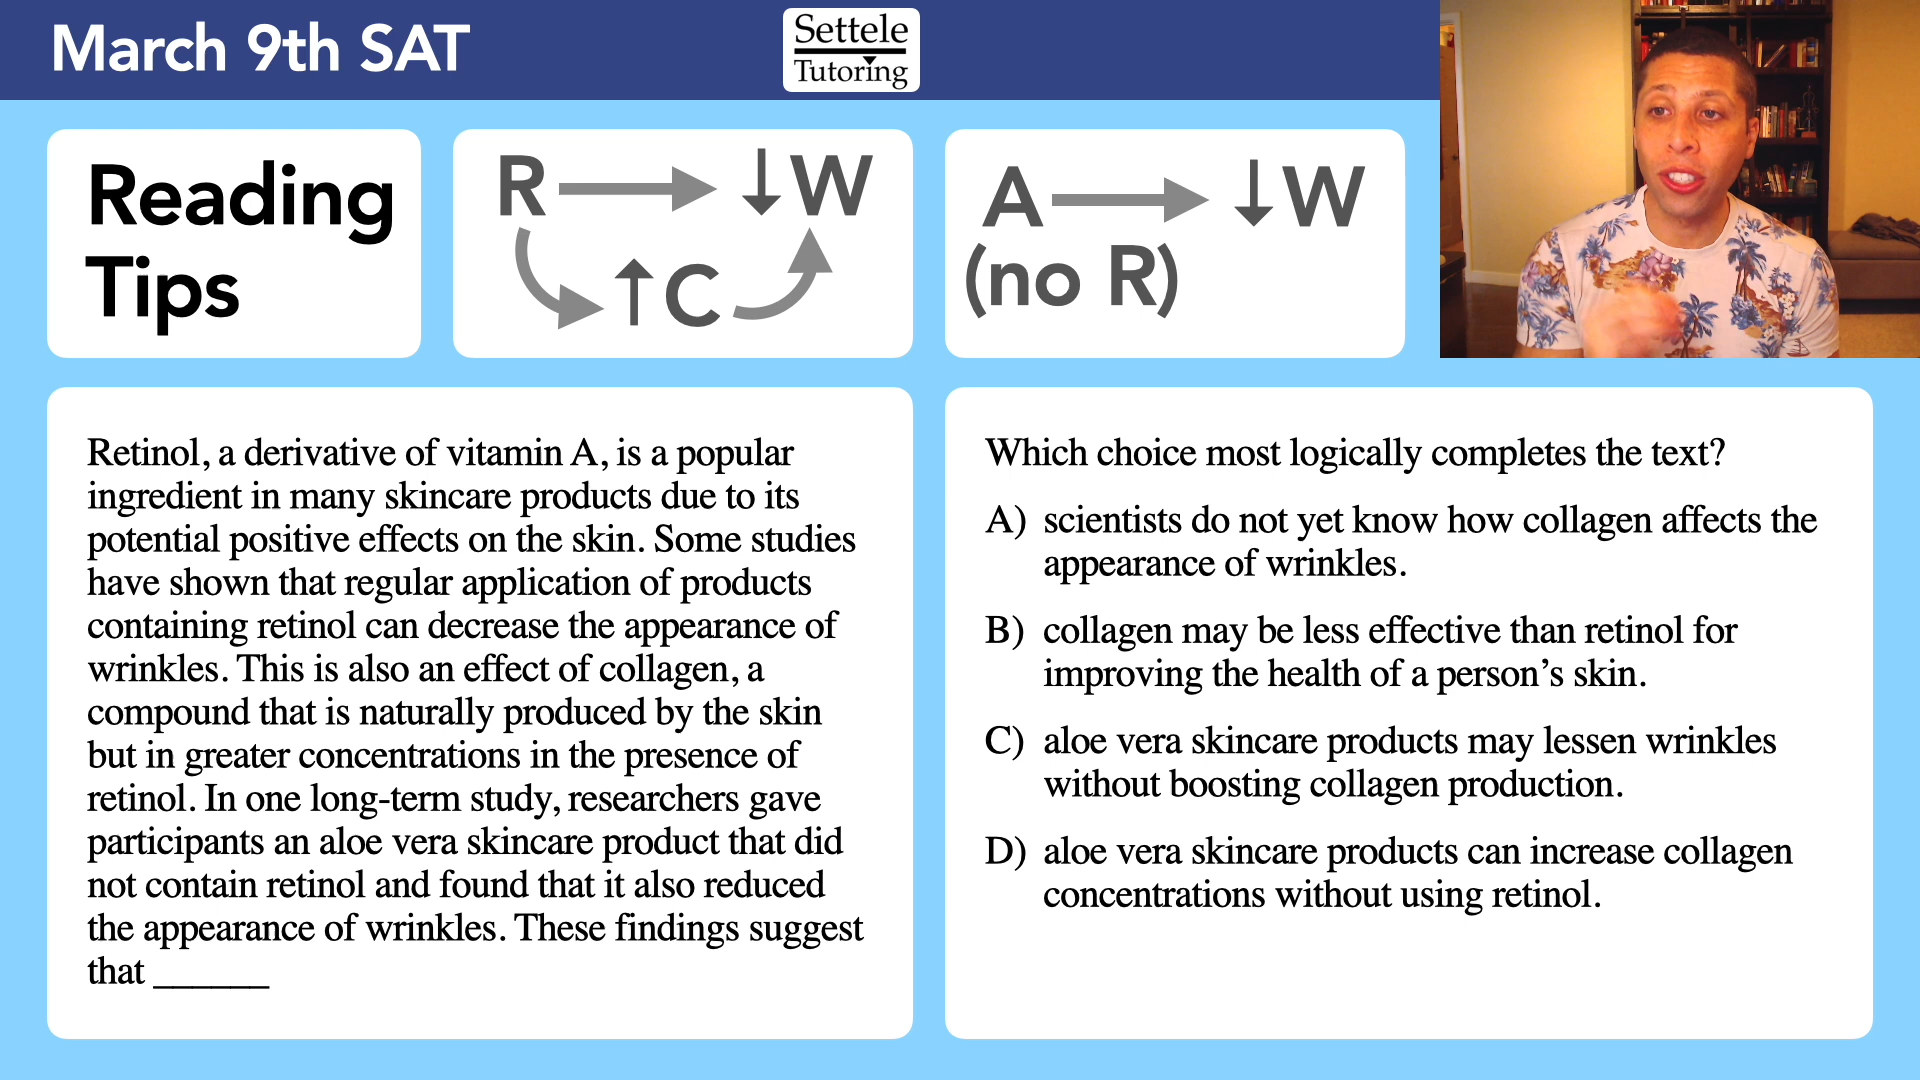 March 9th SAT
Settele
Tutoring
Reading
Tips
R ↓W
↑C
A ↓W
(no R)
Retinol, a derivative of vitamin A, is a popular
ingredient in many skincare products due to its
potential positive effects on the skin. Some studies
have shown that regular application of products
containing retinol can decrease the appearance of
wrinkles. This is also an effect of collagen, a
compound that is naturally produced by the skin
but in greater concentrations in the presence of
retinol. In one long-term study, researchers gave
participants an aloe vera skincare product that did
not contain retinol and found that it also reduced
the appearance of wrinkles. These findings suggest
that ______
Which choice most logically completes the text?
A) scientists do not yet know how collagen affects the
appearance of wrinkles.
B) collagen may be less effective than retinol for
improving the health of a person’s skin.
C) aloe vera skincare products may lessen wrinkles
without boosting collagen production.
D) aloe vera skincare products can increase collagen
concentrations without using retinol.